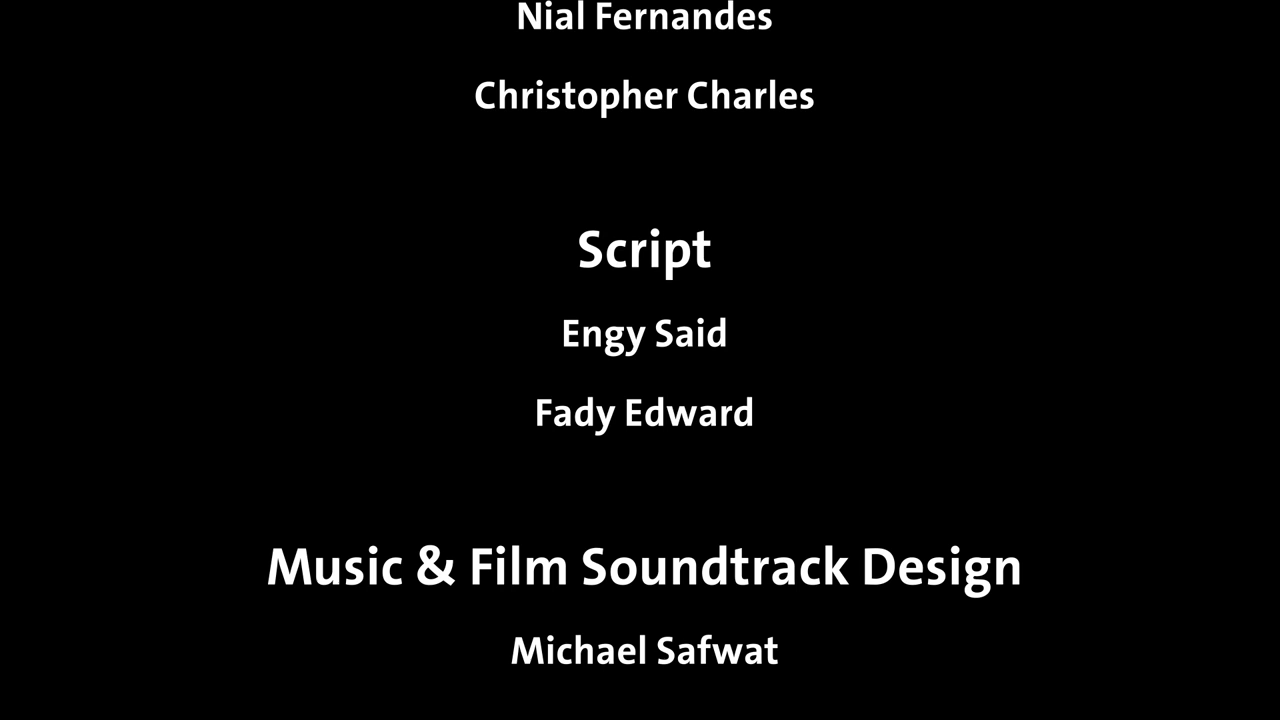 Nial Fernandes
Christopher Charles
Script
Engy Said
Fady Edward
Music & Film Soundtrack Design
Michael Safwat